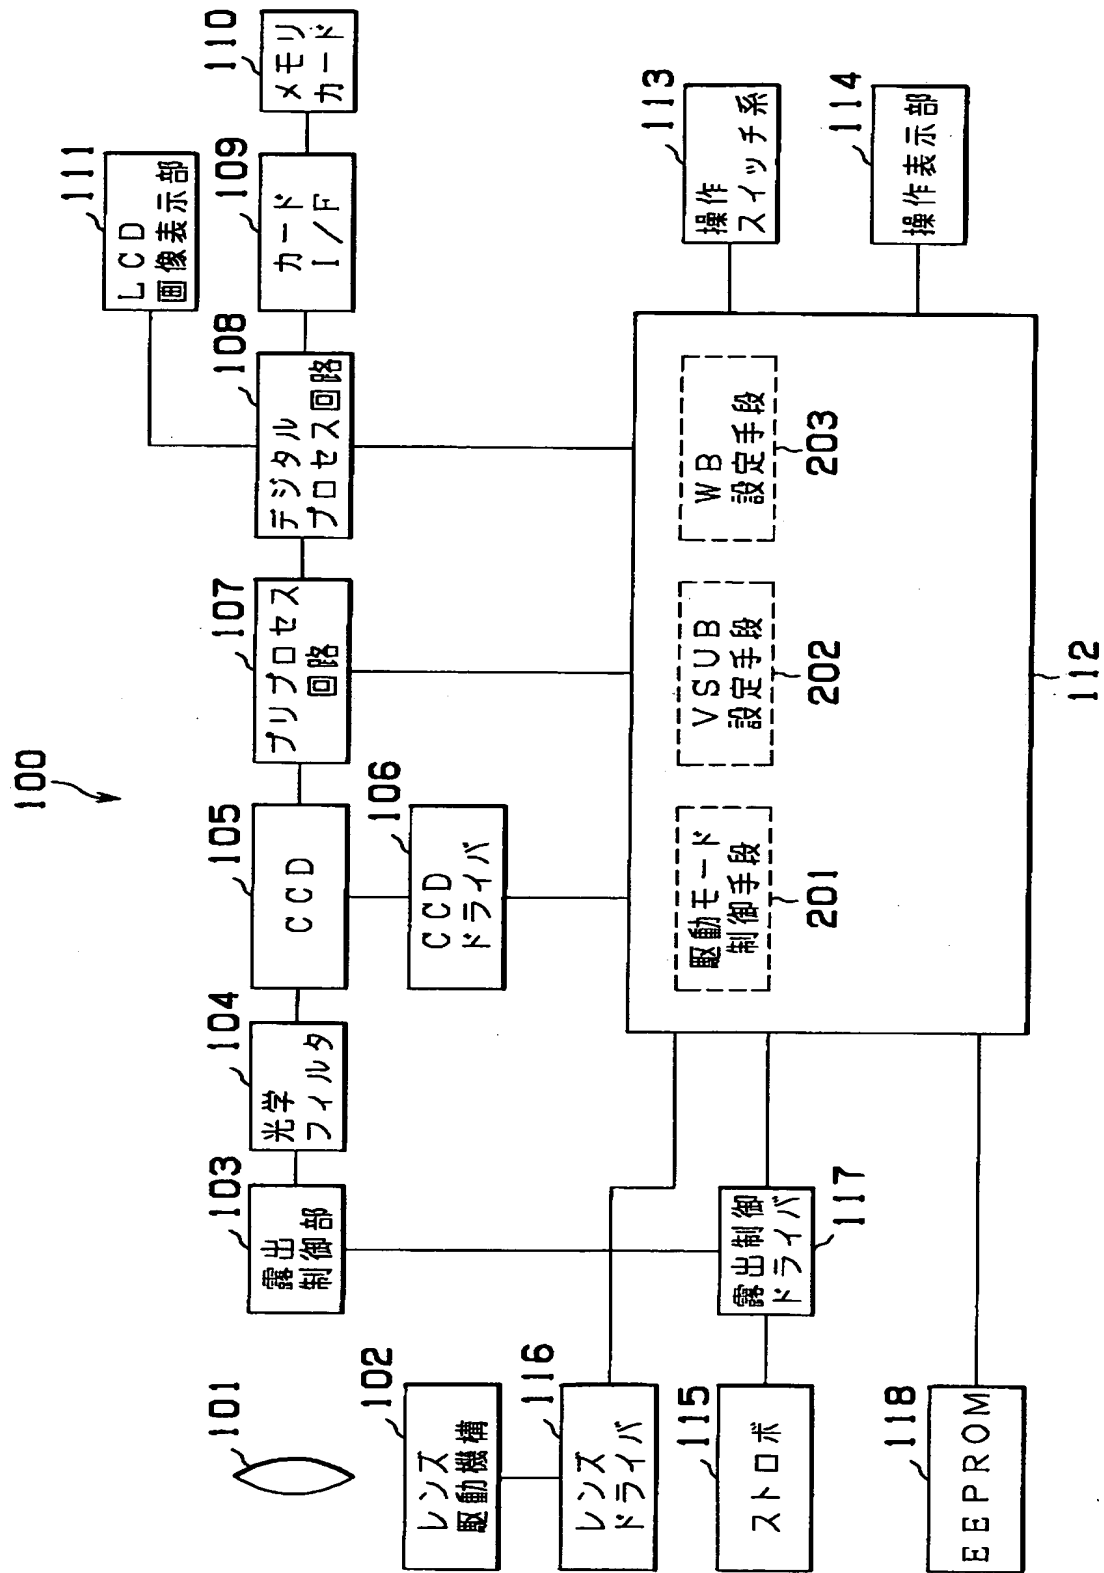 100
101
102
レンズ
駆動機構
103
露出
制御部
104
光学
フィルタ
105
CCD
106
CCD
ドライバ
107
プリプロセス
回路
108
デジタル
プロセス回路
109
カード
I/F
110
メモリ
カード
111
LCD
画像表示部
116
レンズ
ドライバ
115
ストロボ
117
露出制御
ドライバ
118
EEPROM
駆動モード
制御手段
201
VSUB
設定手段
202
WB
設定手段
203
112
113
操作
スイッチ系
114
操作表示部